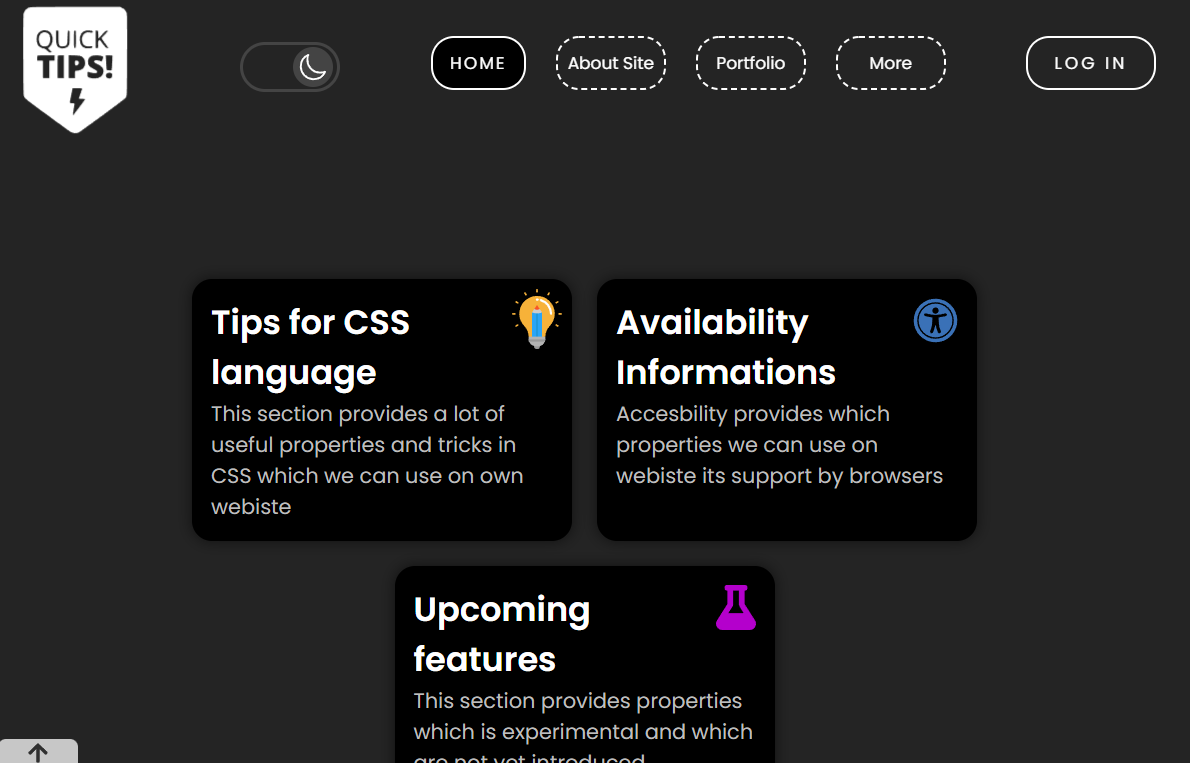 QUICK
TIPS!
HOME
About Site
Portfolio
More
LOG IN
Tips for CSS
language
This section provides a lot of
useful properties and tricks in
CSS which we can use on own
webiste
Availability
Informations
Accesbility provides which
properties we can use on
webiste its support by browsers
Upcoming
features
This section provides properties
which is experimental and which
are not yet introduced